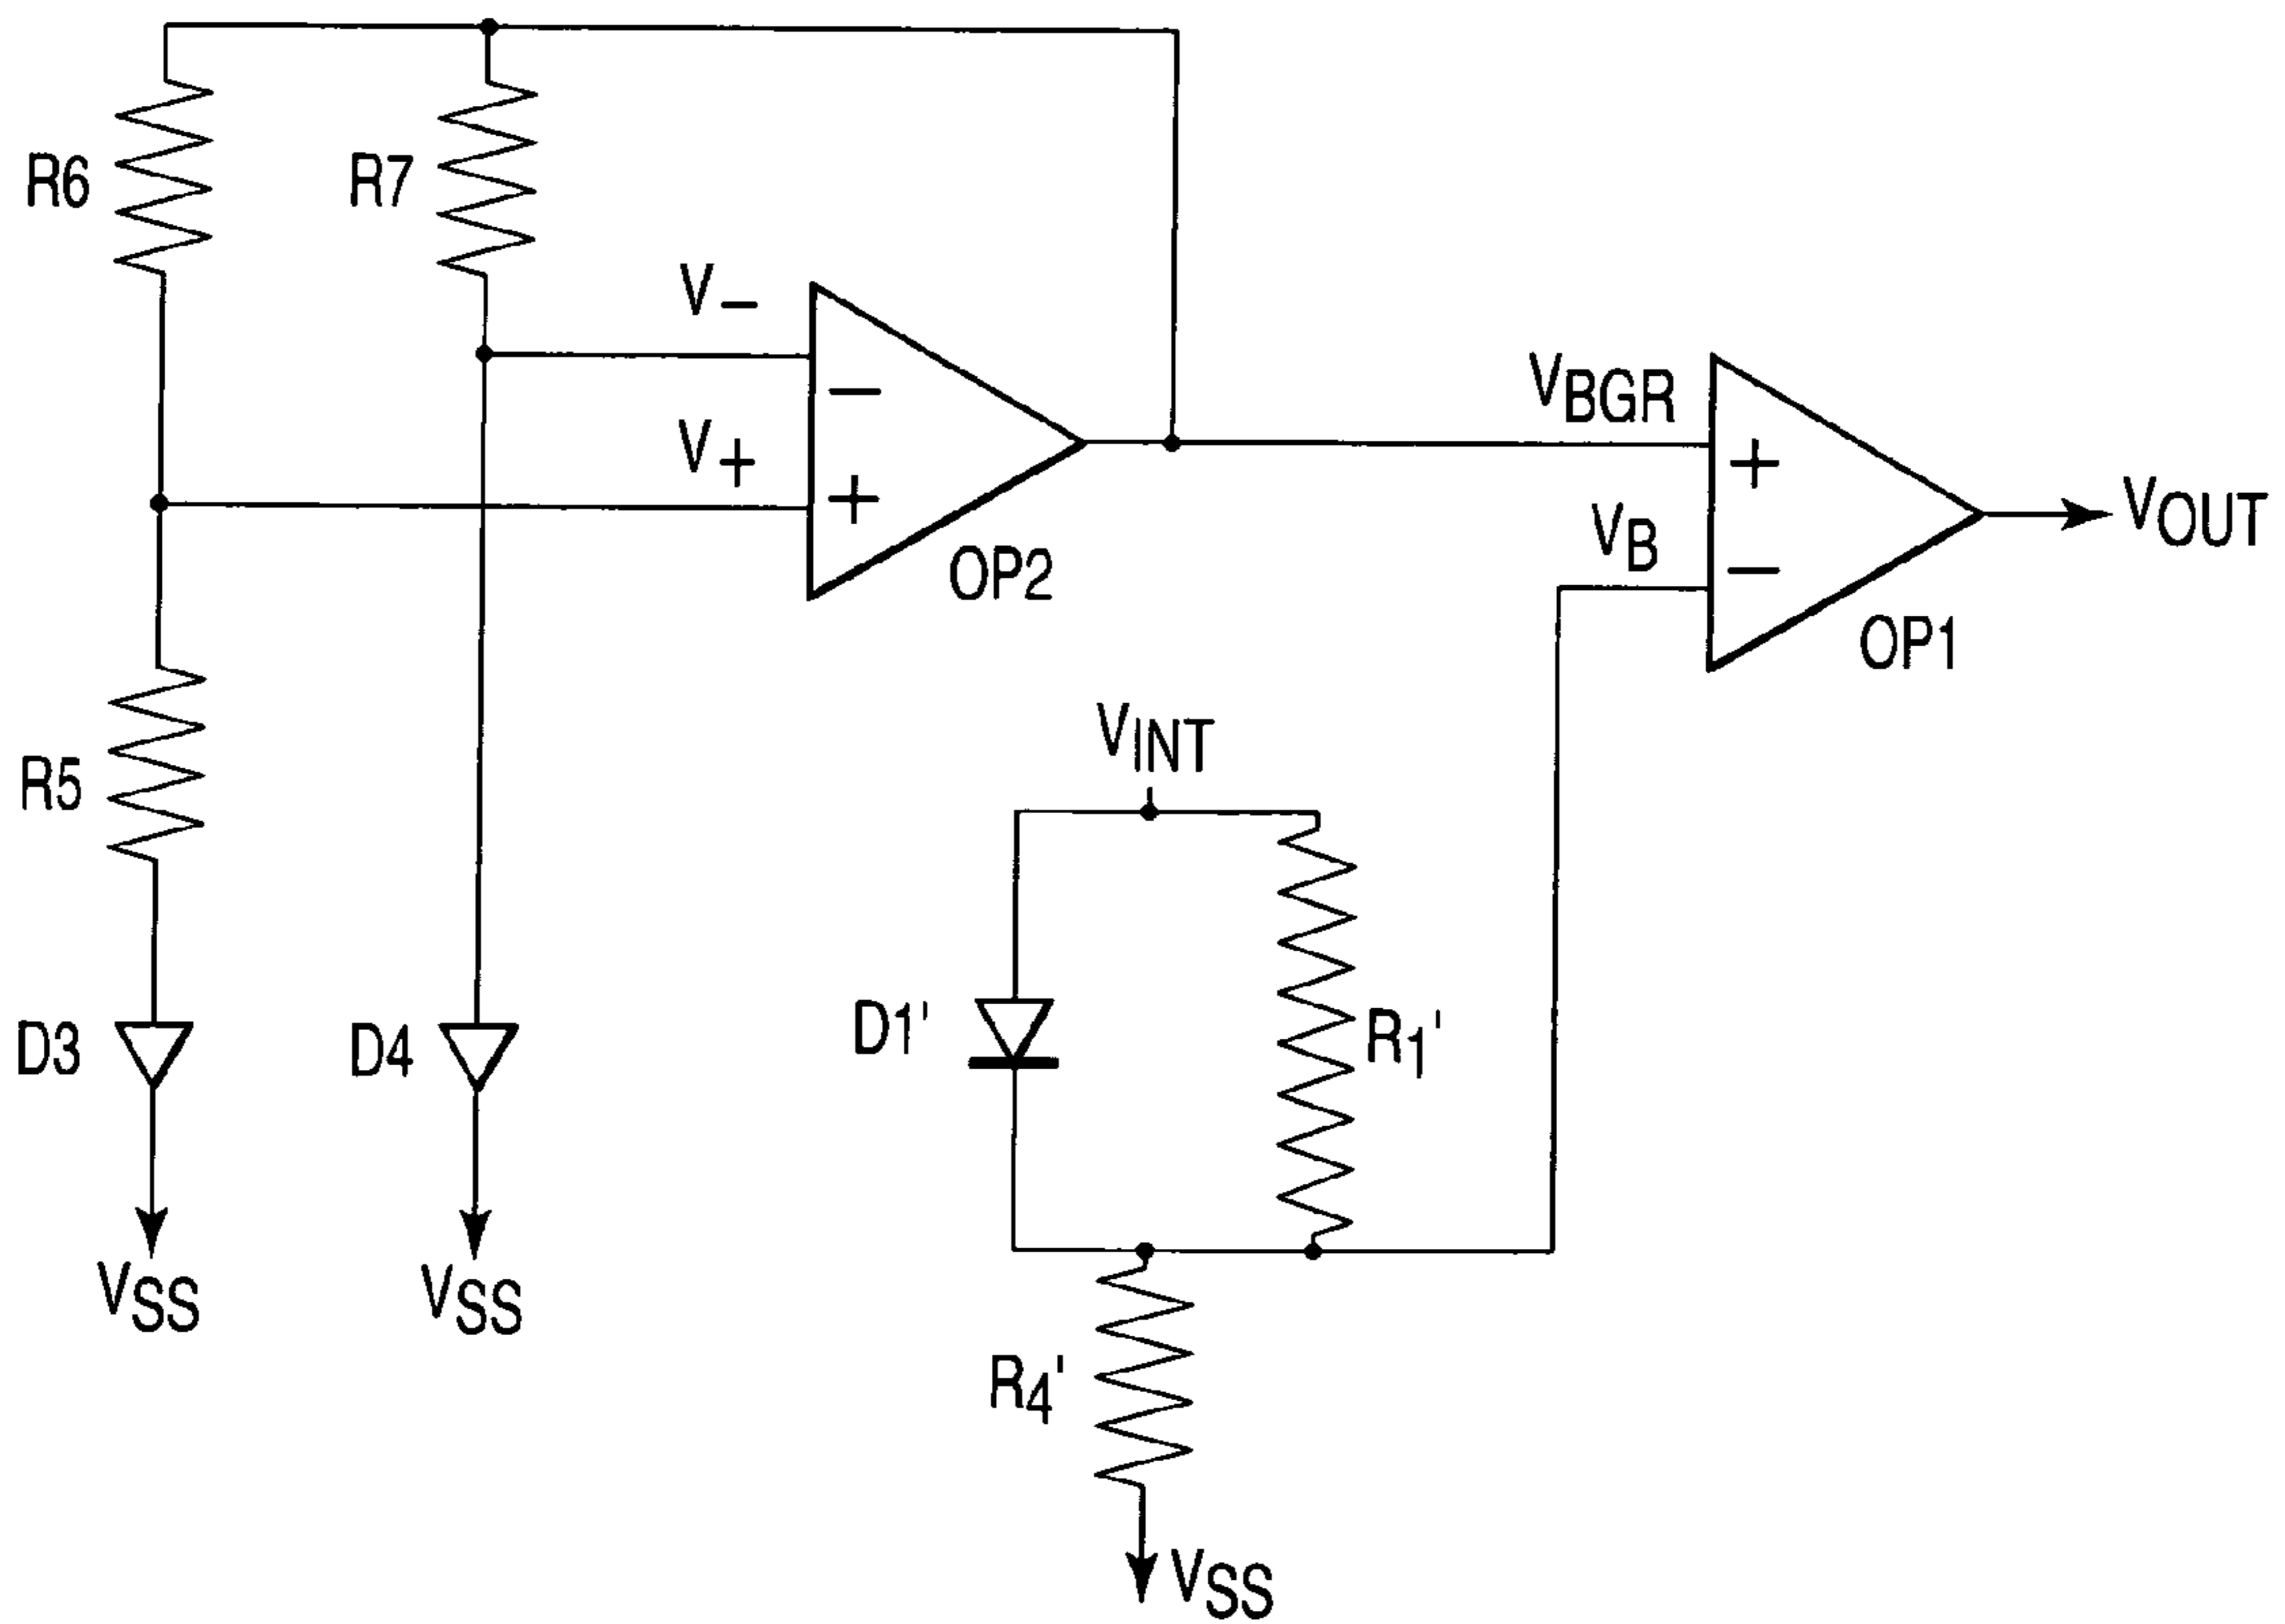 R6
R7
V−
V+
−
+
OP2
VBGR
VB
+
−
OP1
VOUT
R5
VINT
D3
D4
D1'
R1'
VSS
VSS
R4'
VSS